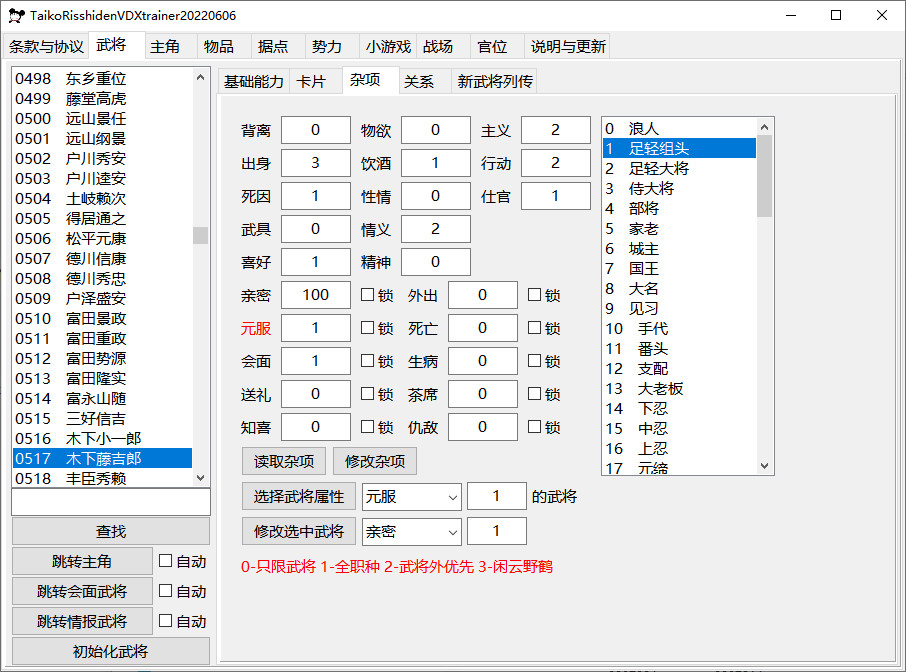 TaikoRisshidenVDXtrainer20220606
条款与协议 武将 主角 物品 据点 势力 小游戏 战场 官位 说明与更新
0498 东乡重位
0499 藤堂高虎
0500 远山景任
0501 远山纲景
0502 户川秀安
0503 户川逵安
0504 土岐赖次
0505 得居通之
0506 松平元康
0507 德川信康
0508 德川秀忠
0509 户泽盛安
0510 富田景政
0511 富田重政
0512 富田势源
0513 富田隆实
0514 富永山随
0515 三好信吉
0516 木下小一郎
0517 木下藤吉郎
0518 丰臣秀赖
查找
跳转主角 自动
跳转会面武将 自动
跳转情报武将 自动
初始化武将
基础能力 卡片 杂项 关系 新武将列传
背离 0 物欲 0 主义 2
出身 3 饮酒 1 行动 2
死因 1 性情 0 仕官 1
武具 0 情义 2
喜好 1 精神 0
亲密 100 锁 外出 0 锁
元服 1 锁 死亡 0 锁
会面 1 锁 生病 0 锁
送礼 0 锁 茶席 0 锁
知喜 0 锁 仇敌 0 锁
读取杂项 修改杂项
选择武将属性 元服 1 的武将
修改选中武将 亲密 1
0-只限武将 1-全职种 2-武将外优先 3-闲云野鹤
0 浪人
1 足轻组头
2 足轻大将
3 侍大将
4 部将
5 家老
6 城主
7 国王
8 大名
9 见习
10 手代
11 番头
12 支配
13 大老板
14 下忍
15 中忍
16 上忍
17 元缔